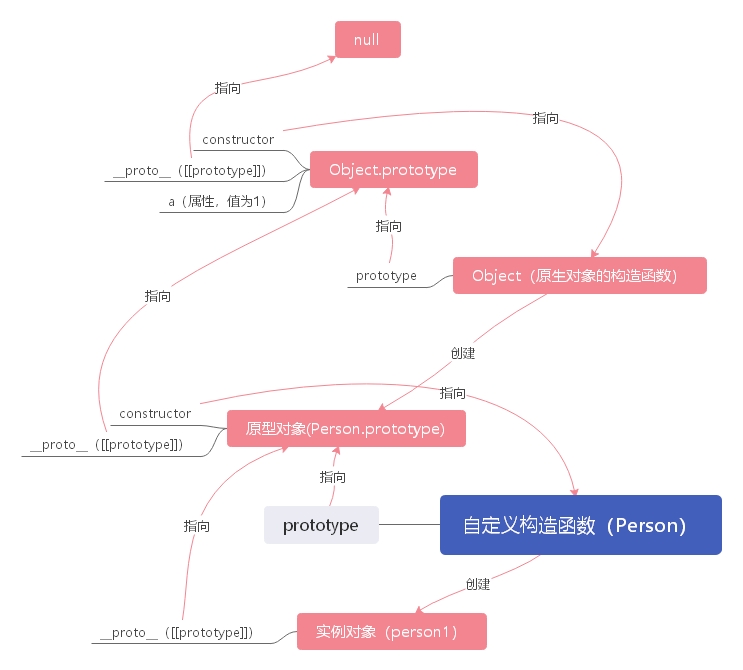 null
指向
constructor
指向
__proto__（[[prototype]]）
Object.prototype
a（属性，值为1）
指向
prototype
Object（原生对象的构造函数）
指向
创建
指向
constructor
原型对象(Person.prototype)
__proto__（[[prototype]]）
指向
prototype
自定义构造函数（Person）
指向
创建
__proto__（[[prototype]]）
实例对象（person1）